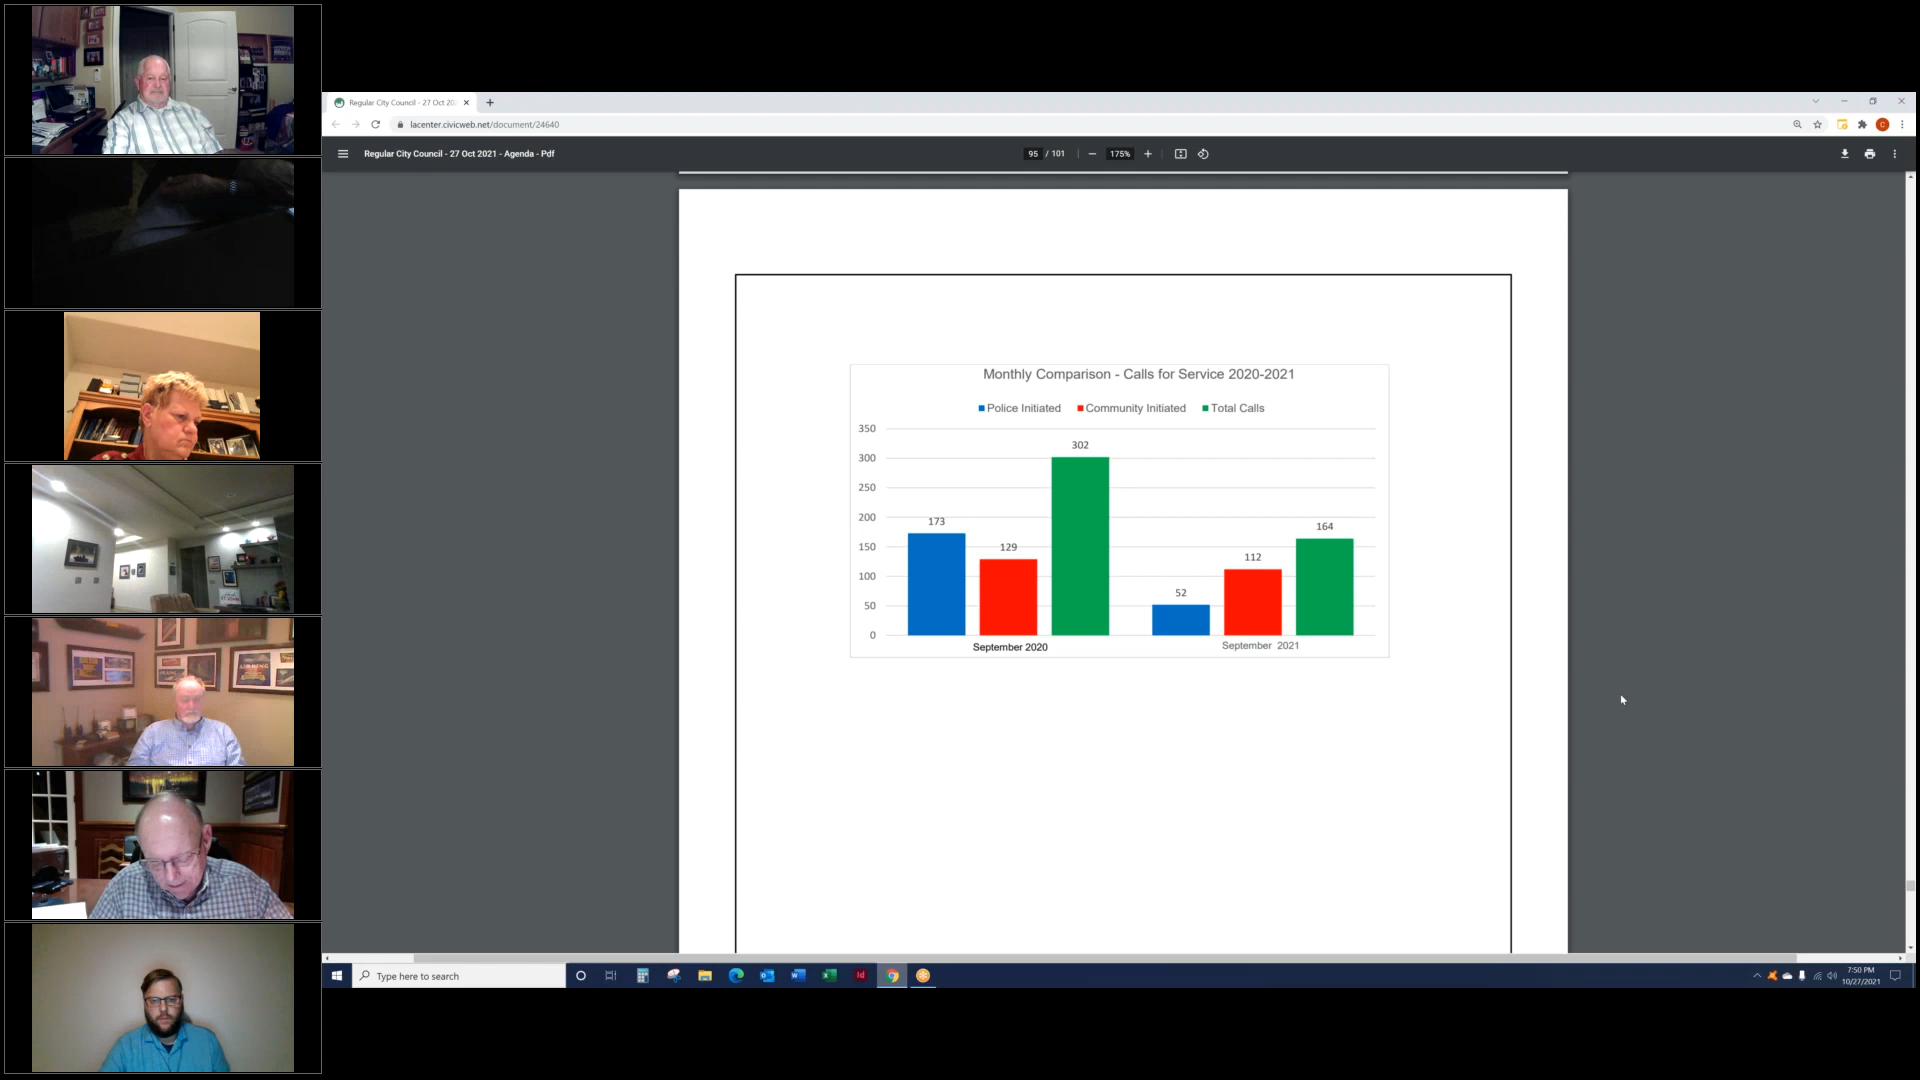 Regular City Council - 27 Oct 20
lacenter.civicweb.net/document/24640
Regular City Council - 27 Oct 2021 - Agenda - Pdf
95 / 101
175%
Monthly Comparison - Calls for Service 2020-2021
Police Initiated Community Initiated Total Calls
350
300
250
200
150
100
50
0
302
173
129
164
112
52
September 2020
September 2021
Type here to search
7:50 PM
10/27/2021